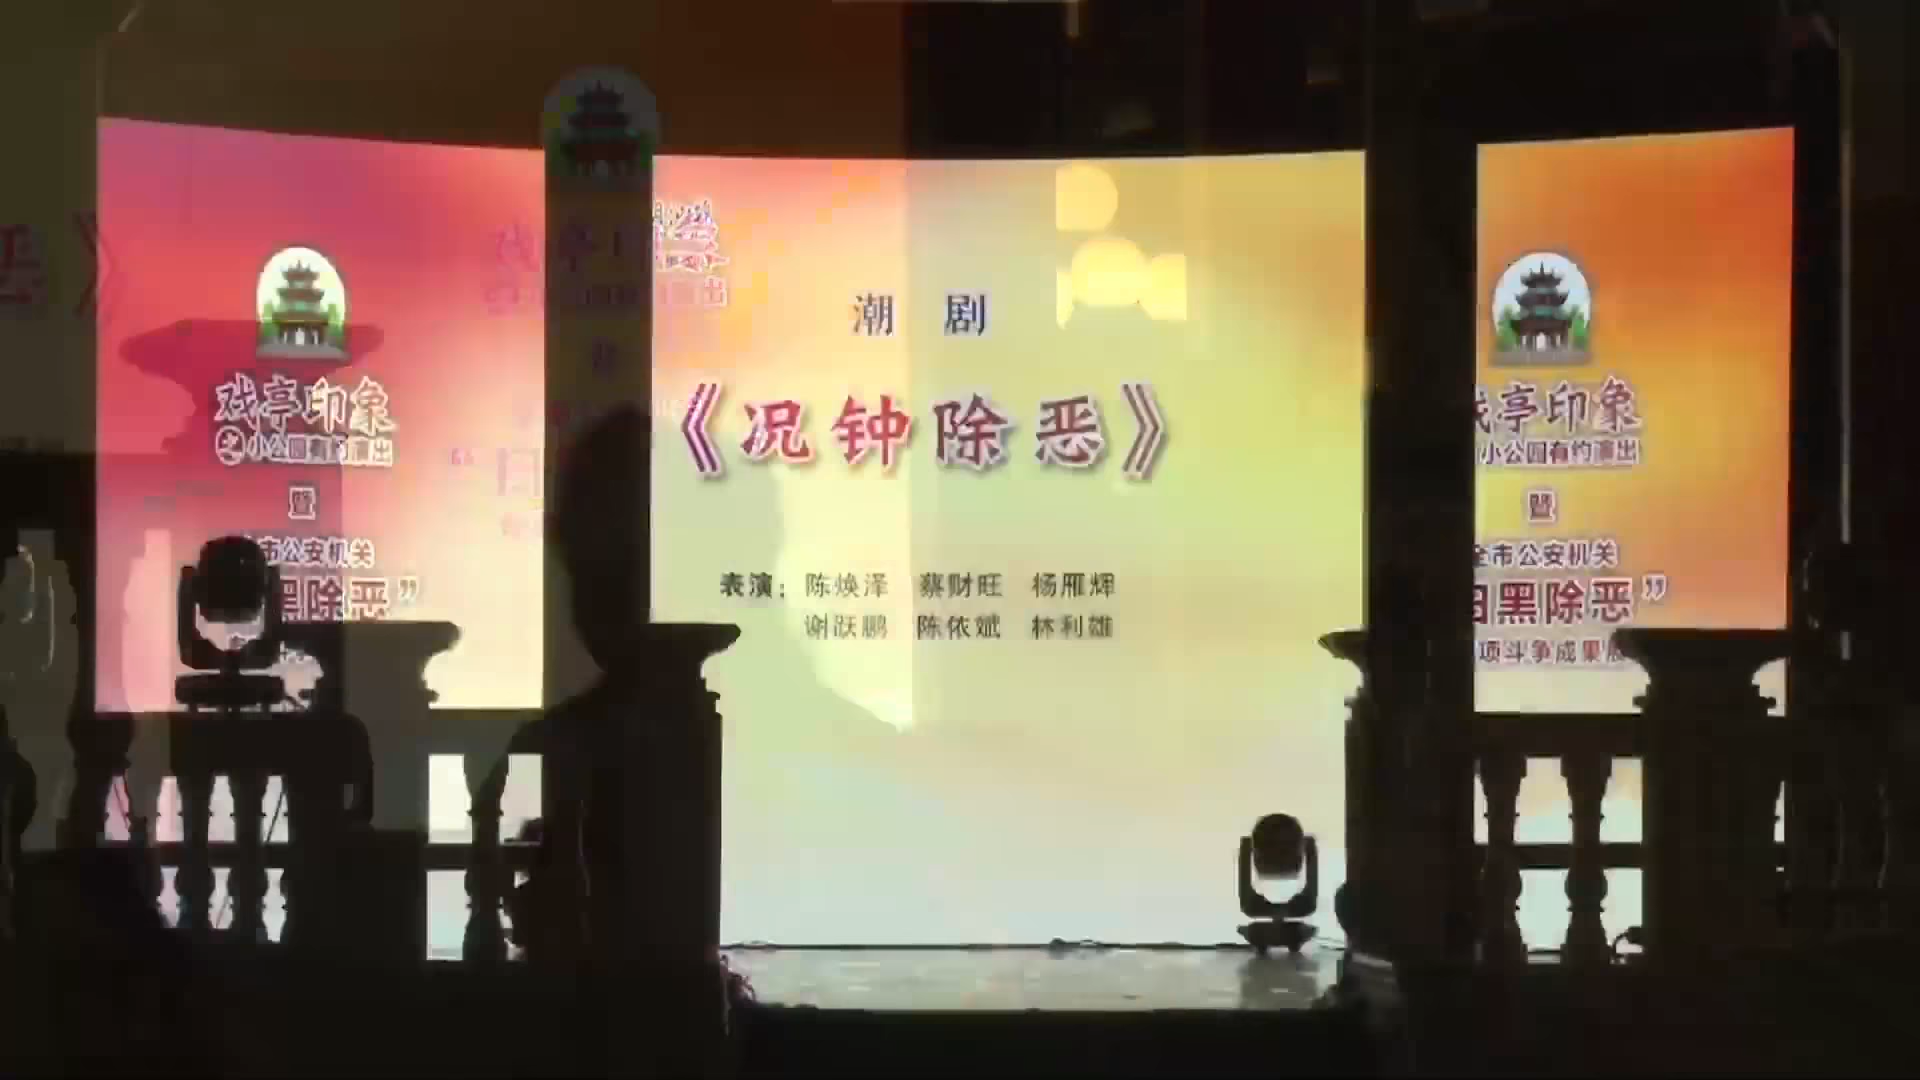 戏亭印象
之小公园有约演出
暨
市公安机关
黑除恶”
潮 剧
《况钟除恶》
表演：陈焕泽 蔡财旺 杨雁辉
谢跃鹏 陈依斌 林利雄
亭印象
小公园有约演出
暨
全市公安机关
黑除恶”
项斗争成果展